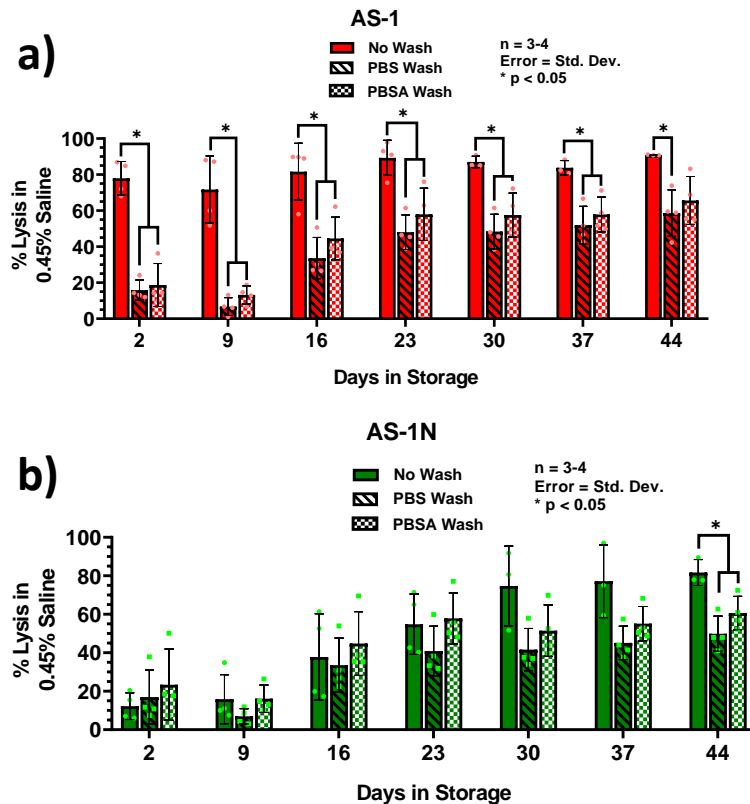 AS-1
a)
No Wash
PBS Wash
PBSA Wash
n = 3-4
Error = Std. Dev.
* p < 0.05
% Lysis in
0.45% Saline
100
80
60
40
20
0
* * * * * * *
2 9 16 23 30 37 44
Days in Storage
AS-1N
b)
No Wash
PBS Wash
PBSA Wash
n = 3-4
Error = Std. Dev.
* p < 0.05
% Lysis in
0.45% Saline
100
80
60
40
20
0
*
2 9 16 23 30 37 44
Days in Storage